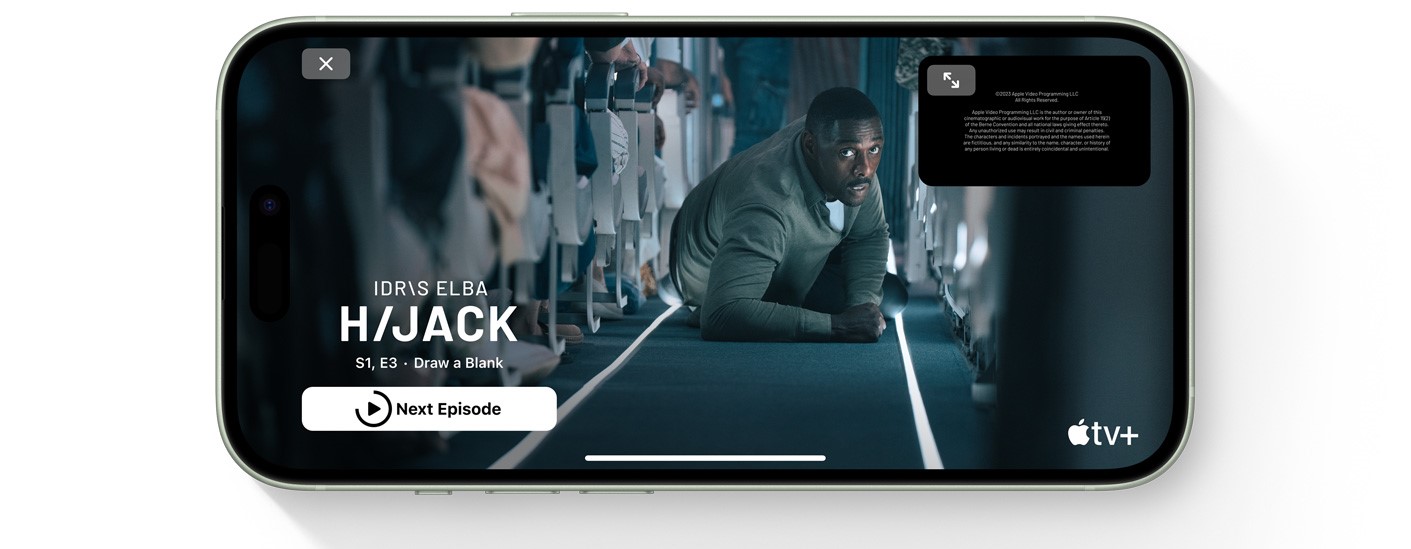 ©2023 Apple Video Programming LLC
All Rights Reserved.
Apple Video Programming LLC is the author or owner of this
cinematographic or audiovisual work for the purpose of Article 15(2)
of the Berne Convention and all national laws giving effect thereto.
Any unauthorized use may result in civil and criminal penalties.
The characters and incidents portrayed and the names used herein
are fictitious, and any similarity to the name, character, or history of
any person living or dead is entirely coincidental and unintentional.
IDR\S ELBA
H/JACK
S1, E3 · Draw a Blank
Next Episode
tv+